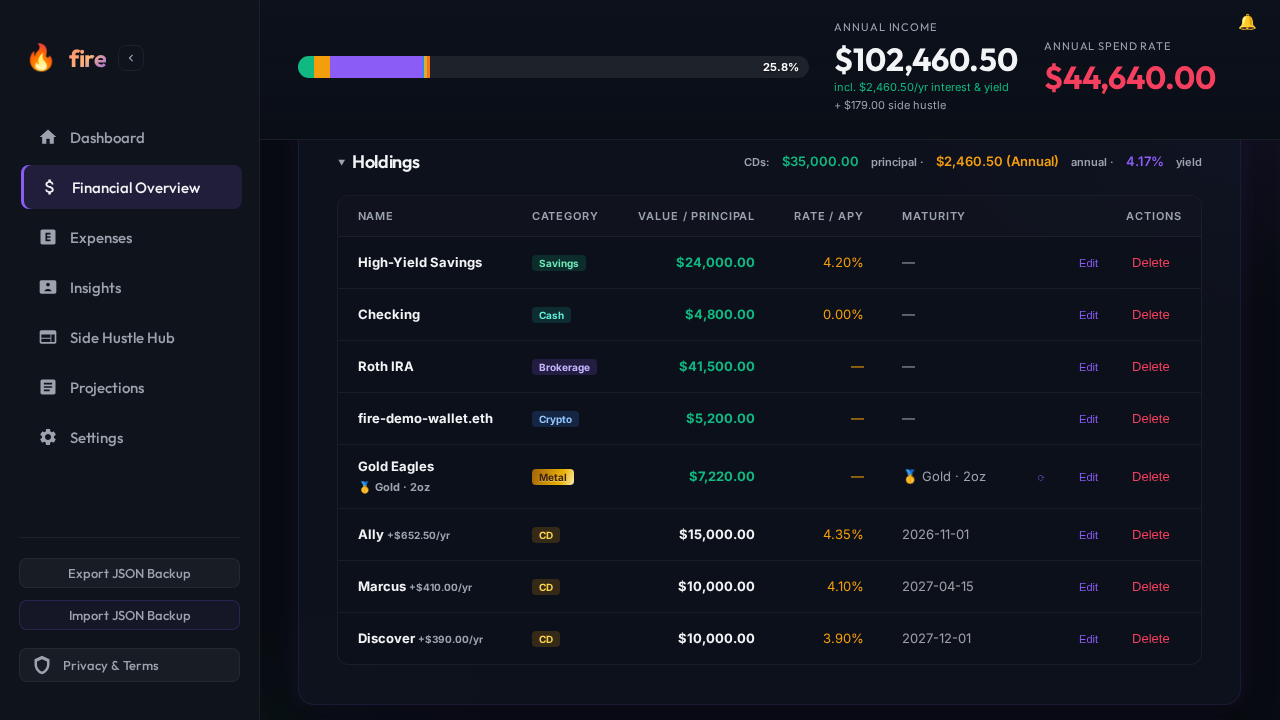 fire
Dashboard
$ Financial Overview
Expenses
Insights
Side Hustle Hub
Projections
Settings
Export JSON Backup
Import JSON Backup
Privacy & Terms
25.8%
ANNUAL INCOME
$102,460.50
incl. $2,460.50/yr interest & yield
+ $179.00 side hustle
ANNUAL SPEND RATE
$44,640.00
Holdings
CDs: $35,000.00 principal · $2,460.50 (Annual) annual · 4.17% yield
NAME CATEGORY VALUE / PRINCIPAL RATE / APY MATURITY ACTIONS
High-Yield Savings Savings $24,000.00 4.20% — Edit Delete
Checking Cash $4,800.00 0.00% — Edit Delete
Roth IRA Brokerage $41,500.00 — — Edit Delete
fire-demo-wallet.eth Crypto $5,200.00 — — Edit Delete
Gold Eagles Metal $7,220.00 — 🥇 Gold · 2oz Edit Delete
🥇 Gold · 2oz
Ally +$652.50/yr CD $15,000.00 4.35% 2026-11-01 Edit Delete
Marcus +$410.00/yr CD $10,000.00 4.10% 2027-04-15 Edit Delete
Discover +$390.00/yr CD $10,000.00 3.90% 2027-12-01 Edit Delete